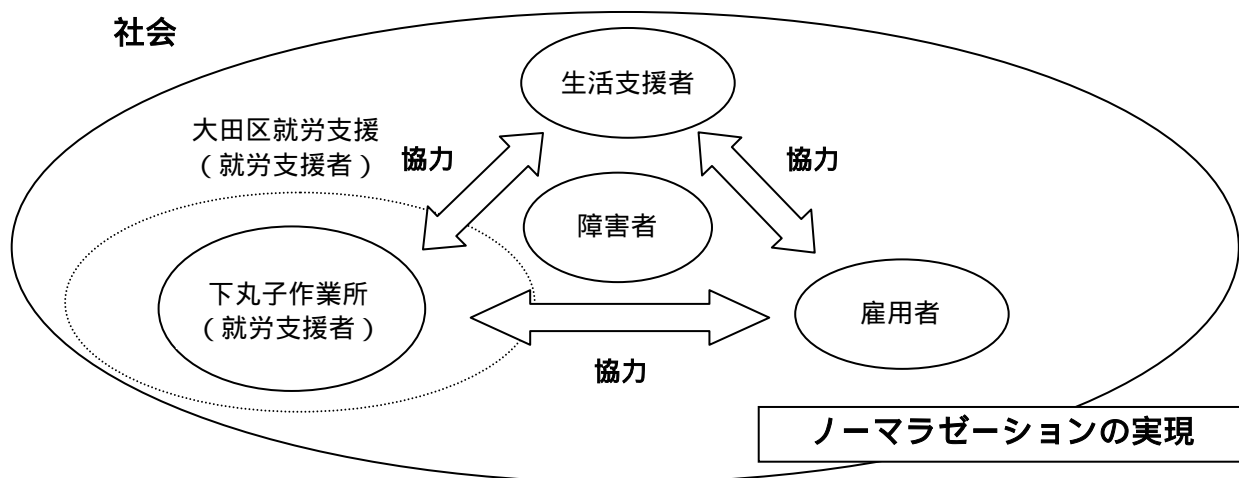 社会
生活支援者
大田区就労支援
(就労支援者)
協力
協力
障害者
下丸子作業所
(就労支援者)
雇用者
協力
ノーマラゼーションの実現